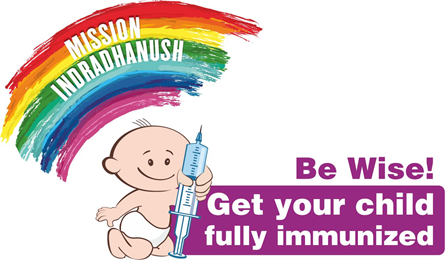 MISSION
INDRADHANUSH
Be Wise!
Get your child
fully immunized